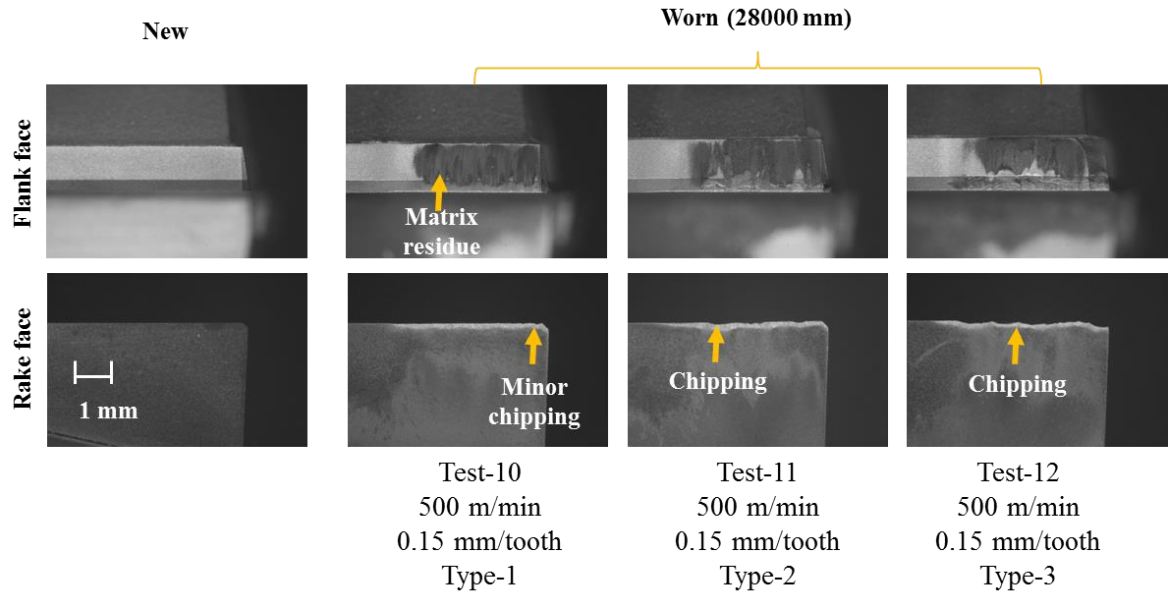 New
Worn (28000 mm)
Flank face
Matrix
residue
Rake face
1 mm
Minor
chipping
Chipping
Chipping
Test-10
500 m/min
0.15 mm/tooth
Type-1
Test-11
500 m/min
0.15 mm/tooth
Type-2
Test-12
500 m/min
0.15 mm/tooth
Type-3